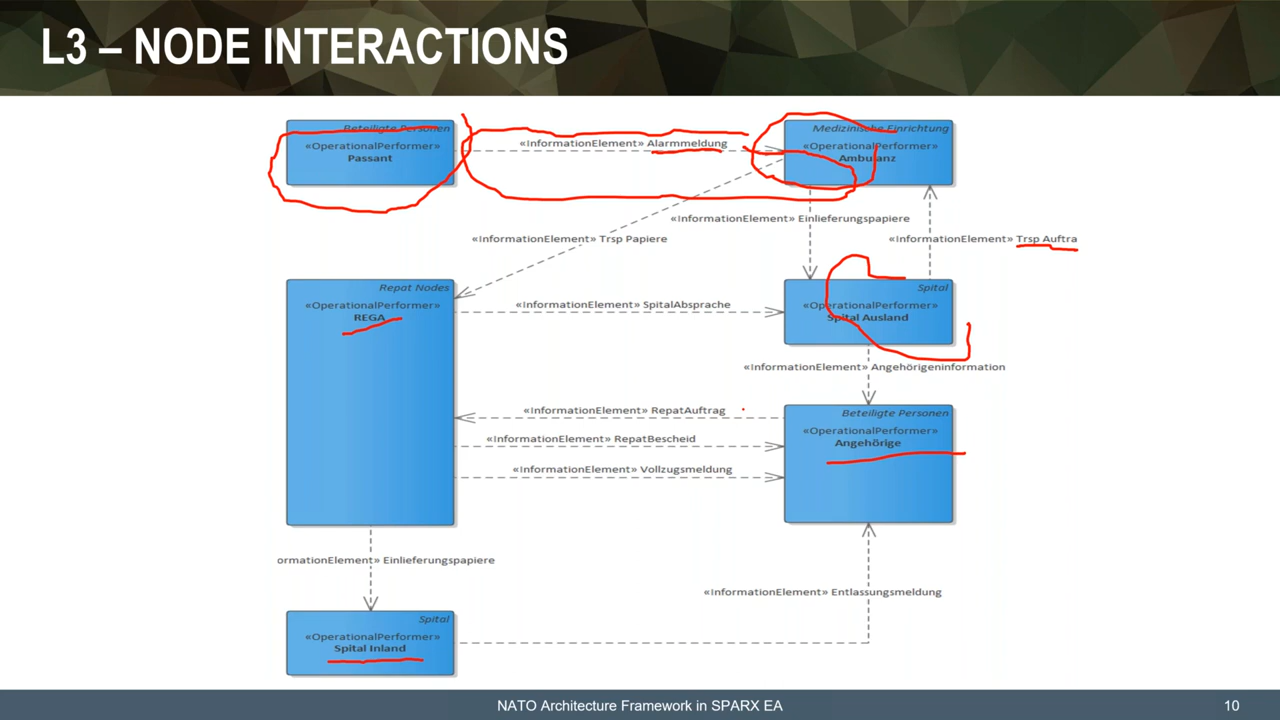 L3 – NODE INTERACTIONS
Beteiligte Personen
«OperationalPerformer»
Passant
«InformationElement» Alarmmeldung
Medizinische Einrichtung
«OperationalPerformer»
Ambulanz
«InformationElement» Einlieferungspapiere
«InformationElement» Trsp Papiere
«InformationElement» Trsp Auftra
Repat Nodes
«OperationalPerformer»
REGA
«InformationElement» SpitalAbsprache
Spital
«OperationalPerformer»
Spital Ausland
«InformationElement» Angehörigeninformation
«InformationElement» RepatAuftrag
«InformationElement» RepatBescheid
«InformationElement» Vollzugsmeldung
Beteiligte Personen
«OperationalPerformer»
Angehörige
ormationElement» Einlieferungspapiere
«InformationElement» Entlassungsmeldung
Spital
«OperationalPerformer»
Spital Inland
NATO Architecture Framework in SPARX EA
10